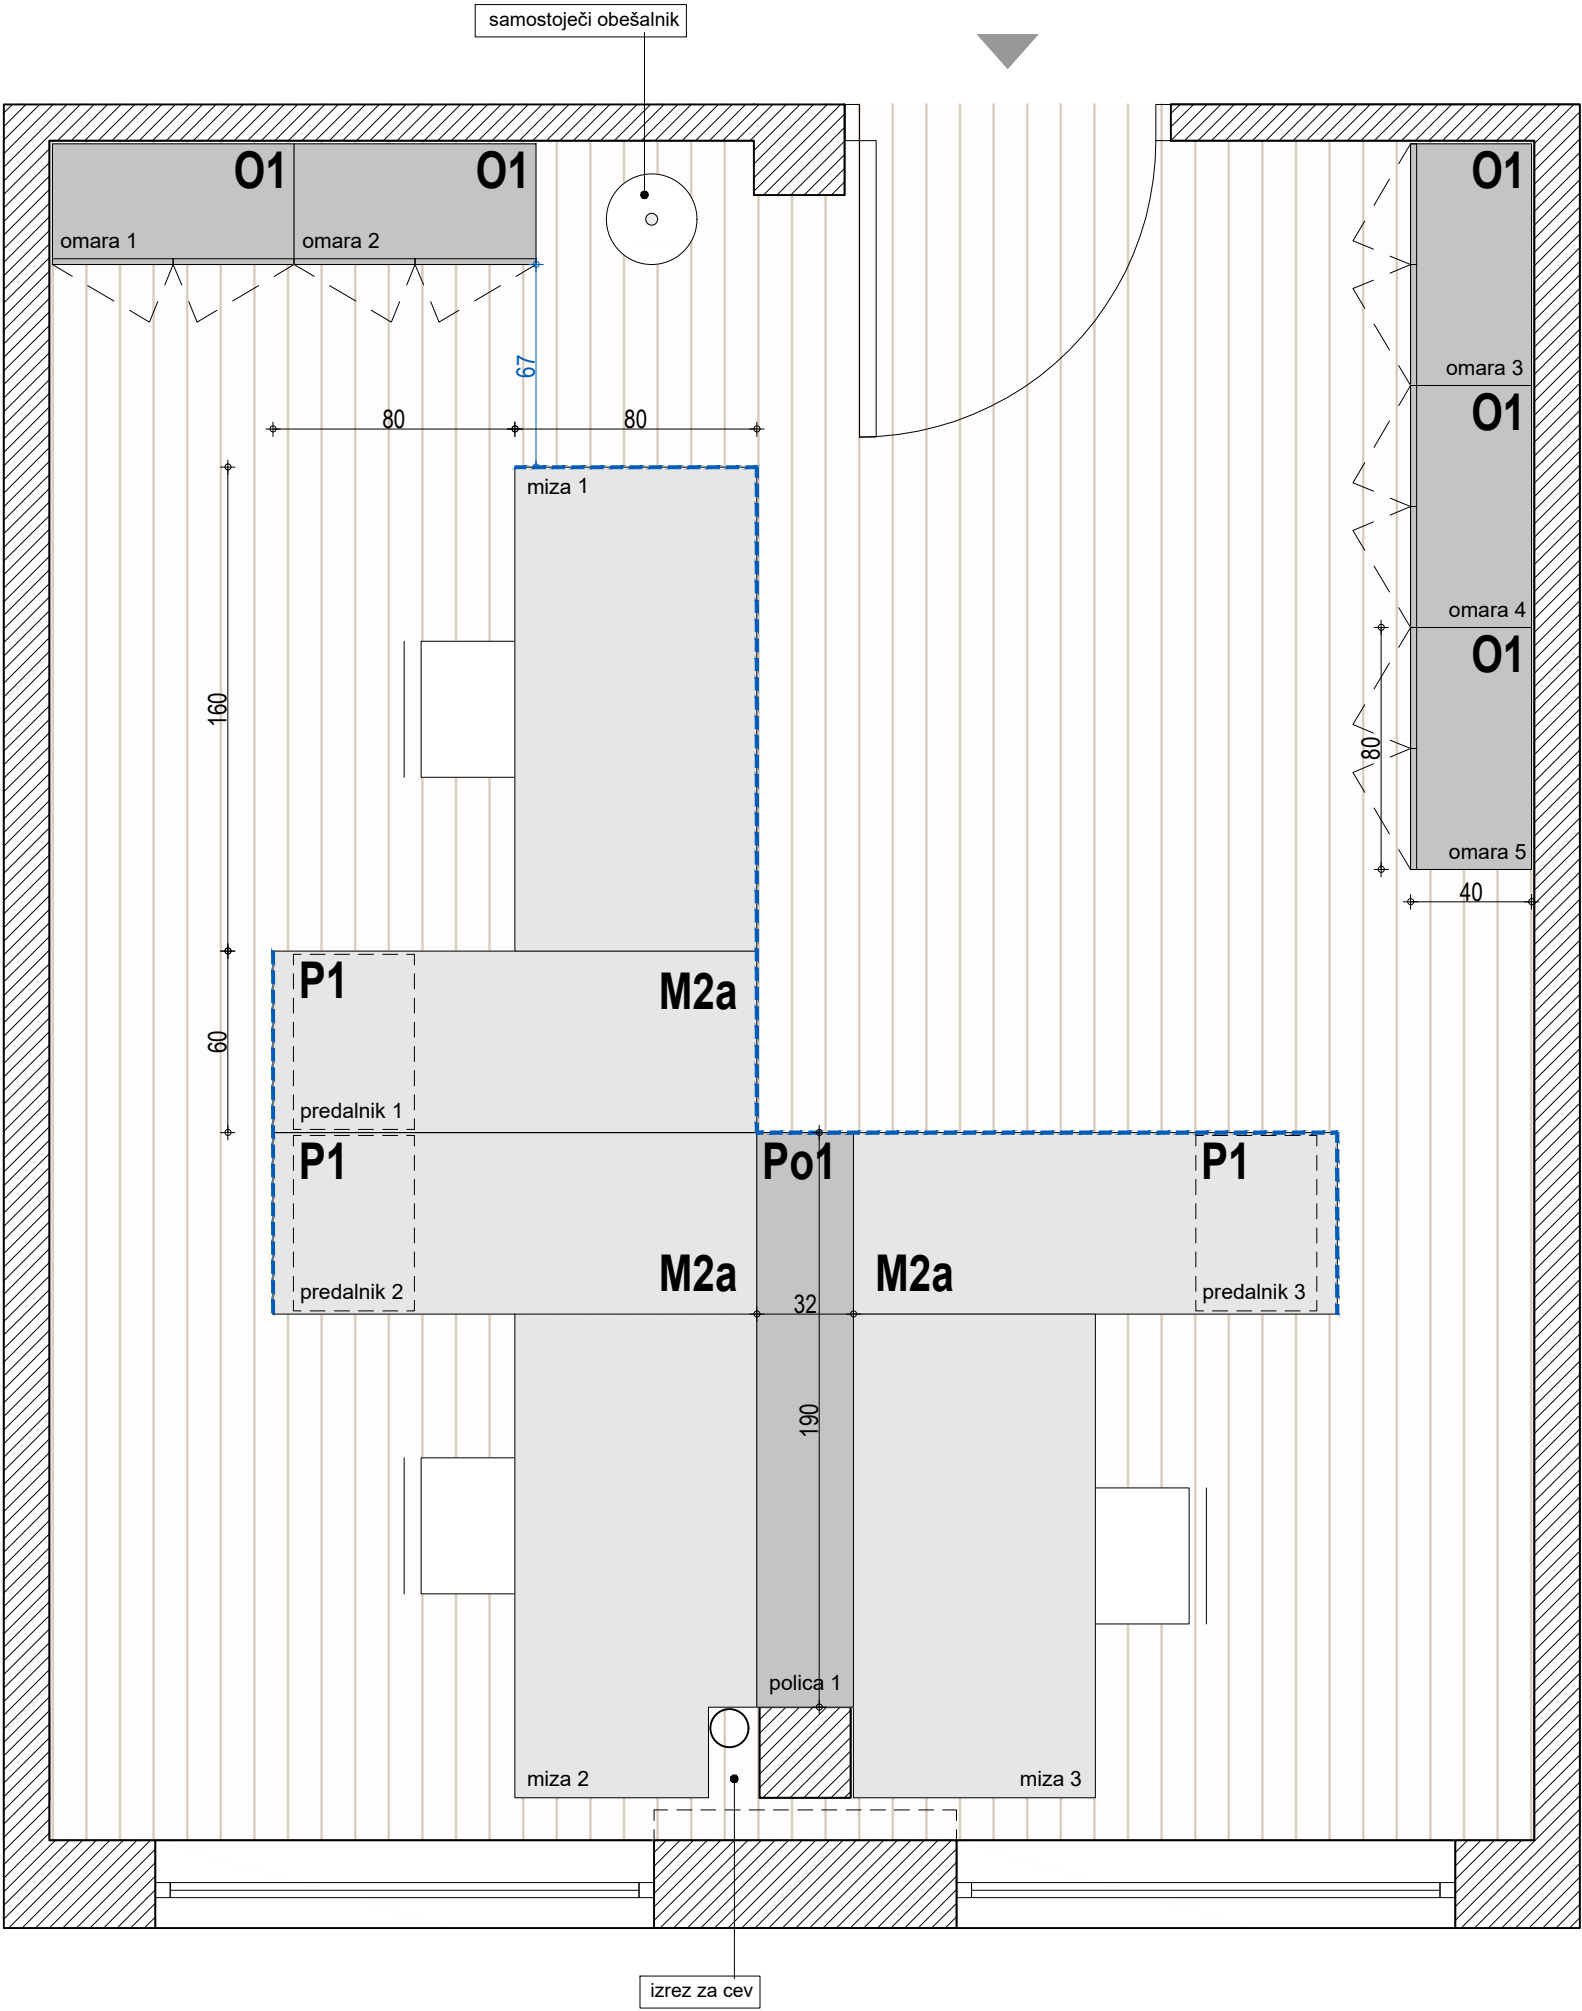 samostoječi obešalnik
O1
O1
O1
omara 1
omara 2
67
omara 3
80
80
O1
miza 1
omara 4
O1
160
80
omara 5
40
P1
M2a
60
predalnik 1
P1
Po1
P1
M2a
M2a
predalnik 2
32
predalnik 3
190
polica 1
miza 2
miza 3
izrez za cev